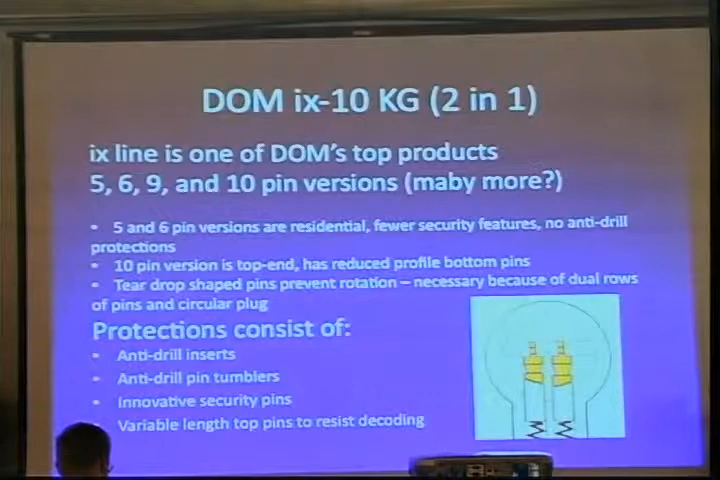 DOM ix-10 KG (2 in 1)
ix line is one of DOM's top products
5, 6, 9, and 10 pin versions (maby more?)
• 5 and 6 pin versions are residential, fewer security features, no anti-drill
protections
• 10 pin version is top-end, has reduced profile bottom pins
• Tear drop shaped pins prevent rotation – necessary because of dual rows
of pins and circular plug
Protections consist of:
• Anti-drill inserts
• Anti-drill pin tumblers
• Innovative security pins
Variable length top pins to resist decoding